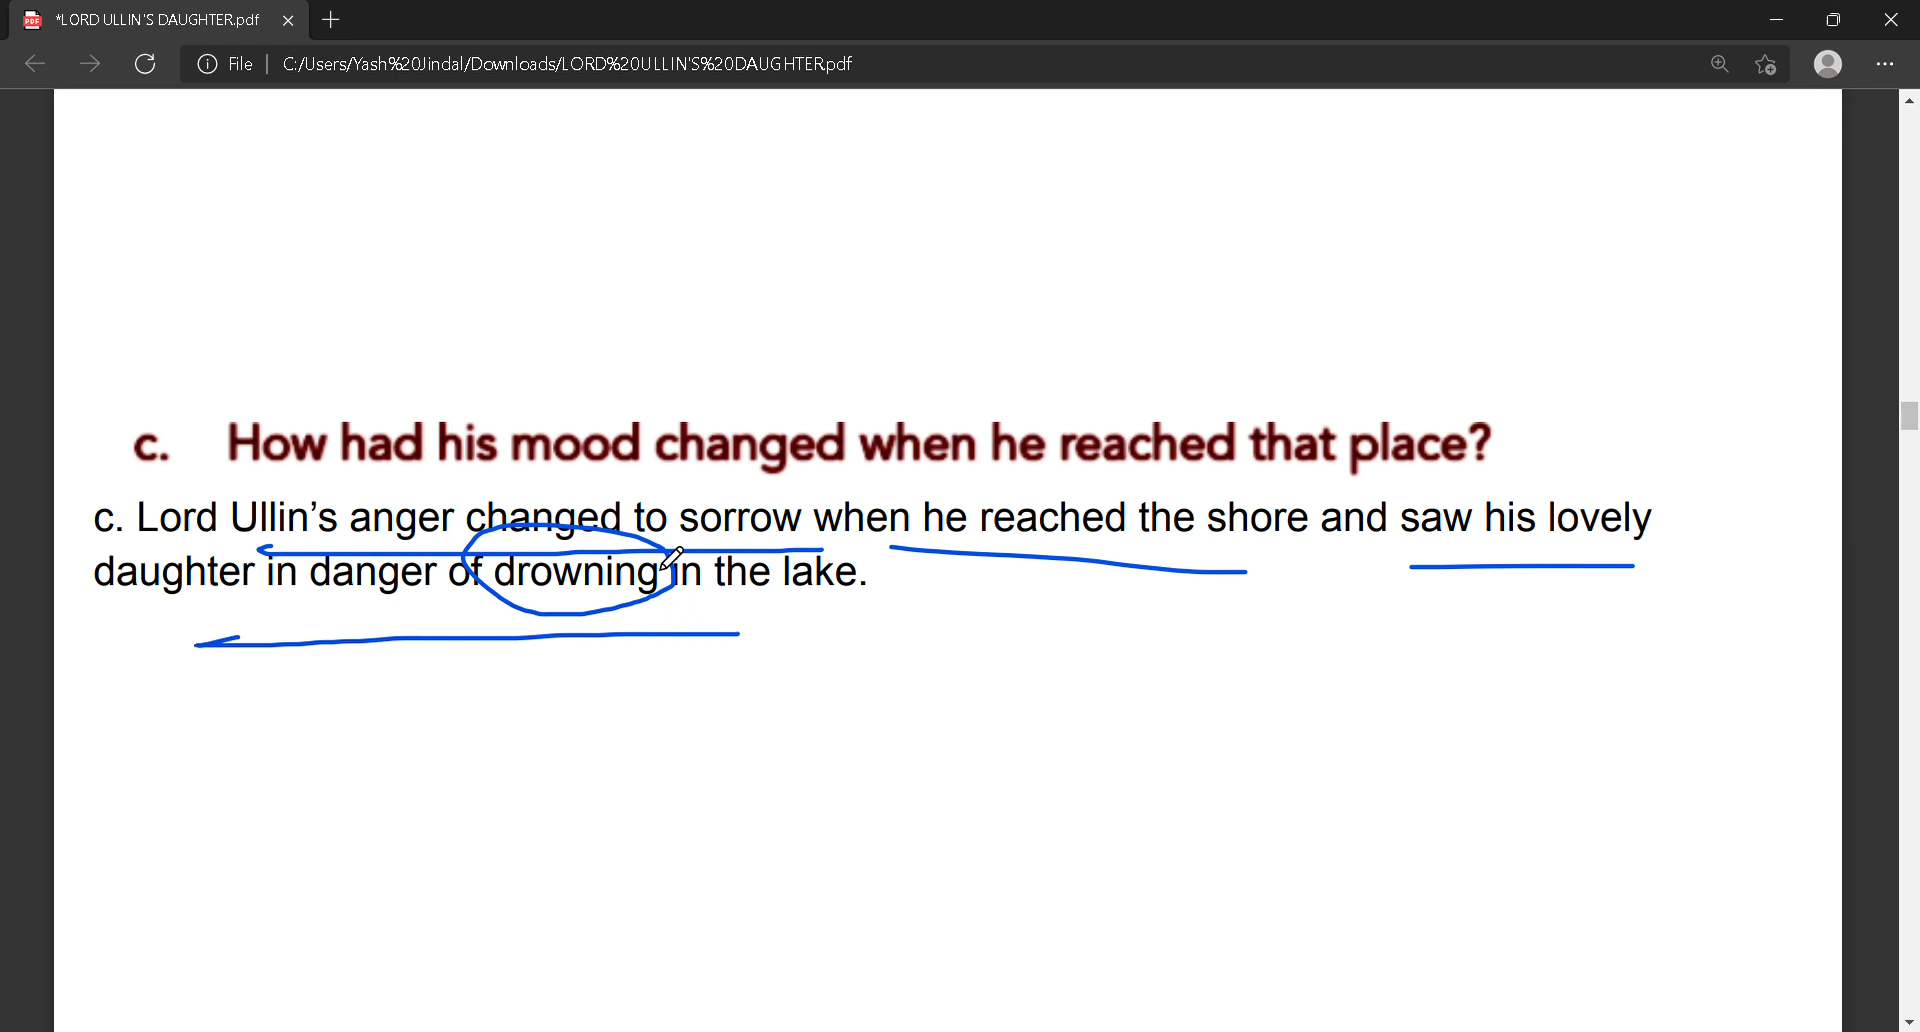 *LORD ULLIN'S DAUGHTER.pdf
File | C:/Users/Yash%20Jindal/Downloads/LORD%20ULLIN'S%20DAUGHTER.pdf
c. How had his mood changed when he reached that place?
c. Lord Ullin’s anger changed to sorrow when he reached the shore and saw his lovely
daughter in danger of drowning in the lake.